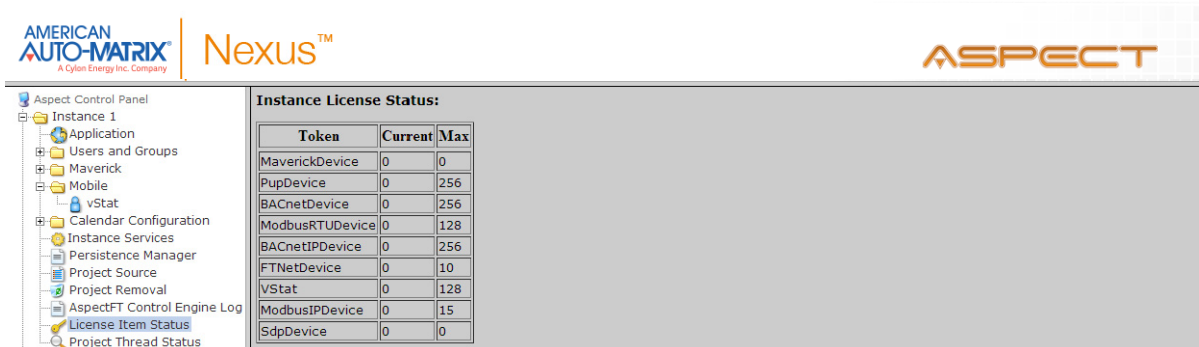 AMERICAN
AUTO-MATRIX®
A Cylon Energy Inc. Company
Nexus™
ASPECT
Aspect Control Panel
Instance 1
Application
Users and Groups
Maverick
Mobile
vStat
Calendar Configuration
Instance Services
Persistence Manager
Project Source
Project Removal
AspectFT Control Engine Log
License Item Status
Project Thread Status
Instance License Status:
Token Current Max
MaverickDevice 0 0
PupDevice 0 256
BACnetDevice 0 256
ModbusRTUDevice 0 128
BACnetIPDevice 0 256
FTNetDevice 0 10
VStat 0 128
ModbusIPDevice 0 15
SdpDevice 0 0